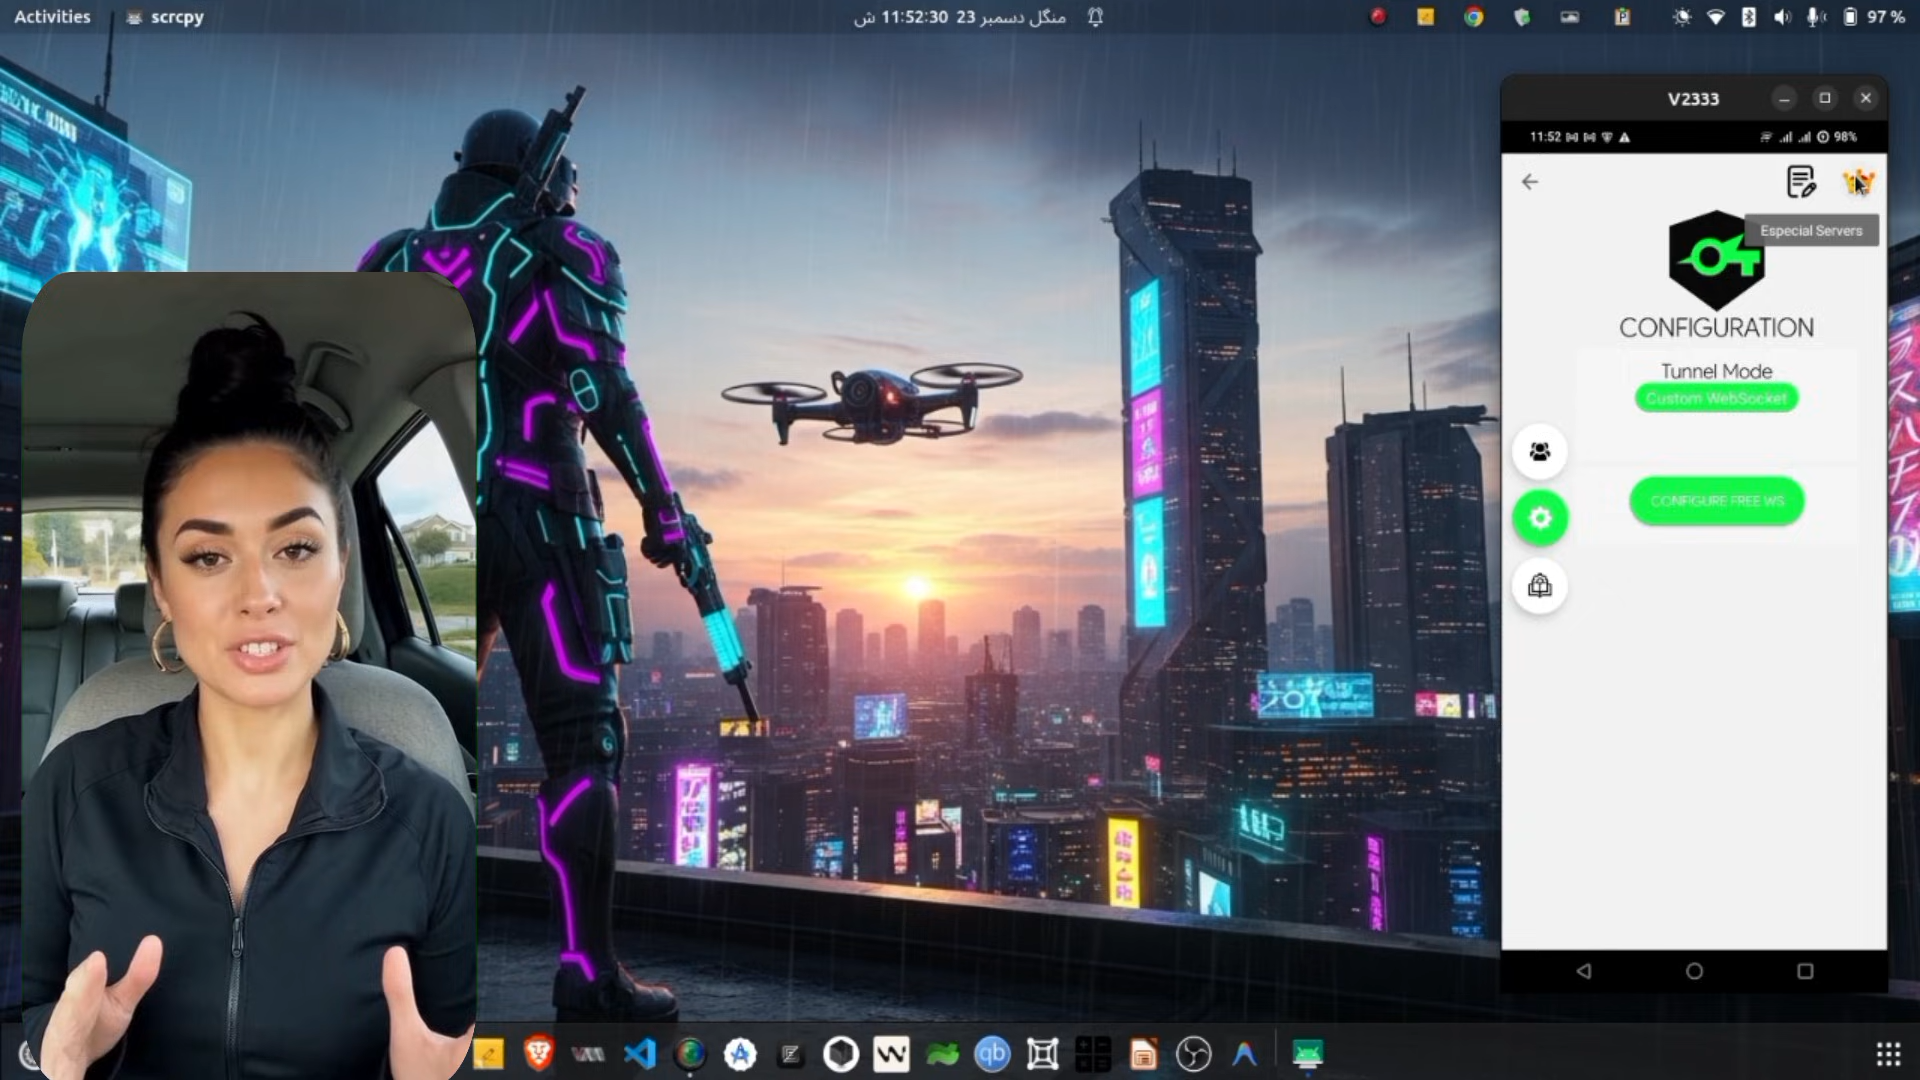 Activities
scrcpy
منگل دسمبر 23 11:52:30 ش
97 %
V2333
11:52
98%
Especial Servers
CONFIGURATION
Tunnel Mode
Custom WebSocket
CONFIGURE FREE WS